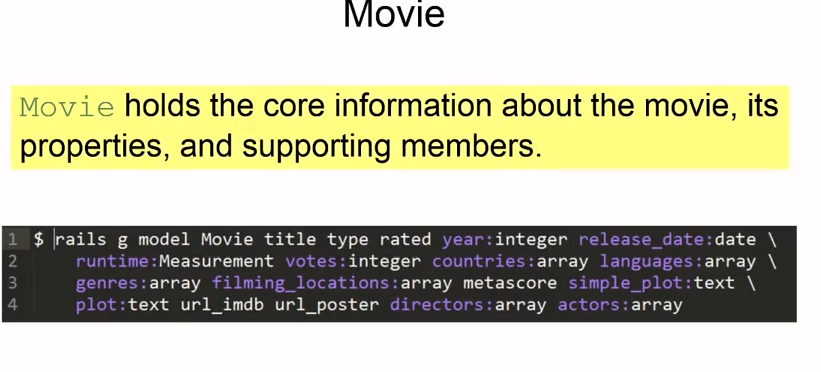 Movie
Movie holds the core information about the movie, its
properties, and supporting members.
1 $ rails g model Movie title type rated year:integer release_date:date \
2 runtime:Measurement votes:integer countries:array languages:array \
3 genres:array filming_locations:array metascore simple_plot:text \
4 plot:text url_imdb url_poster directors:array actors:array